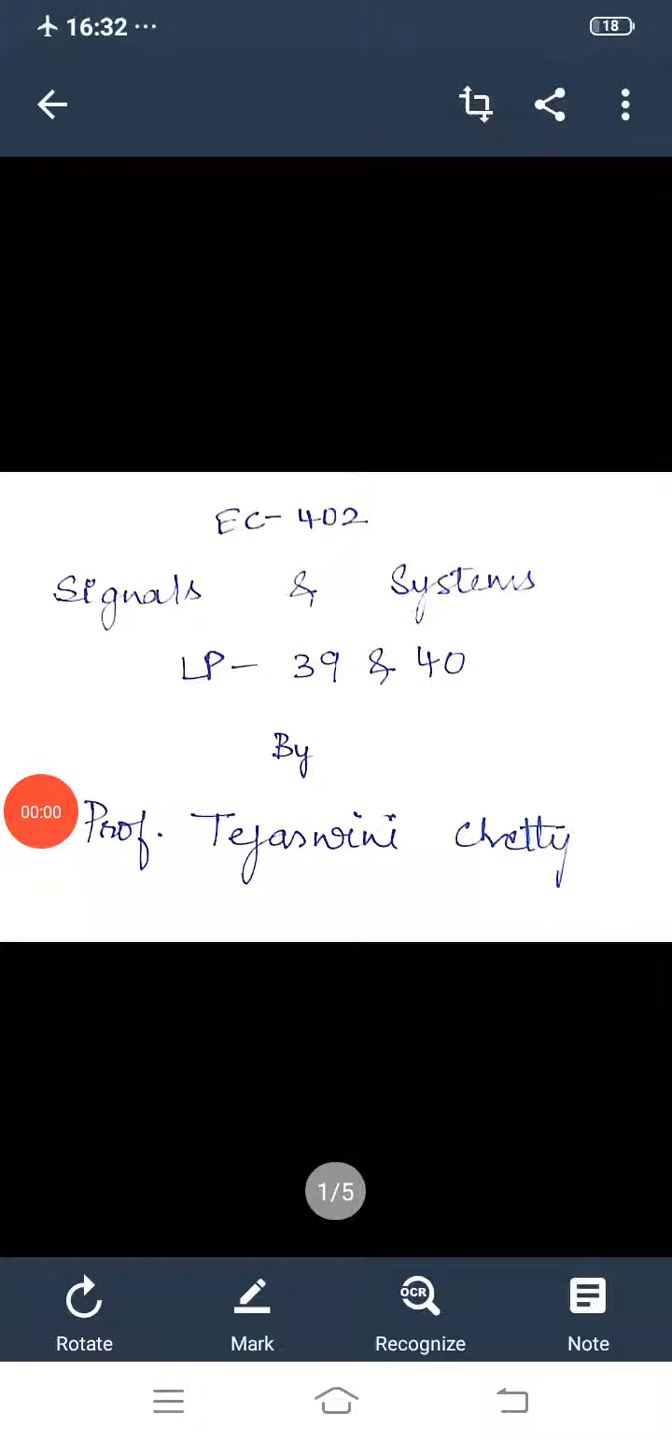 16:32 ...
18
EC-402
Signals & Systems
LP- 39 & 40
By
00:00
Prof. Tejaswini Chetty
1/5
OCR
Rotate Mark Recognize Note